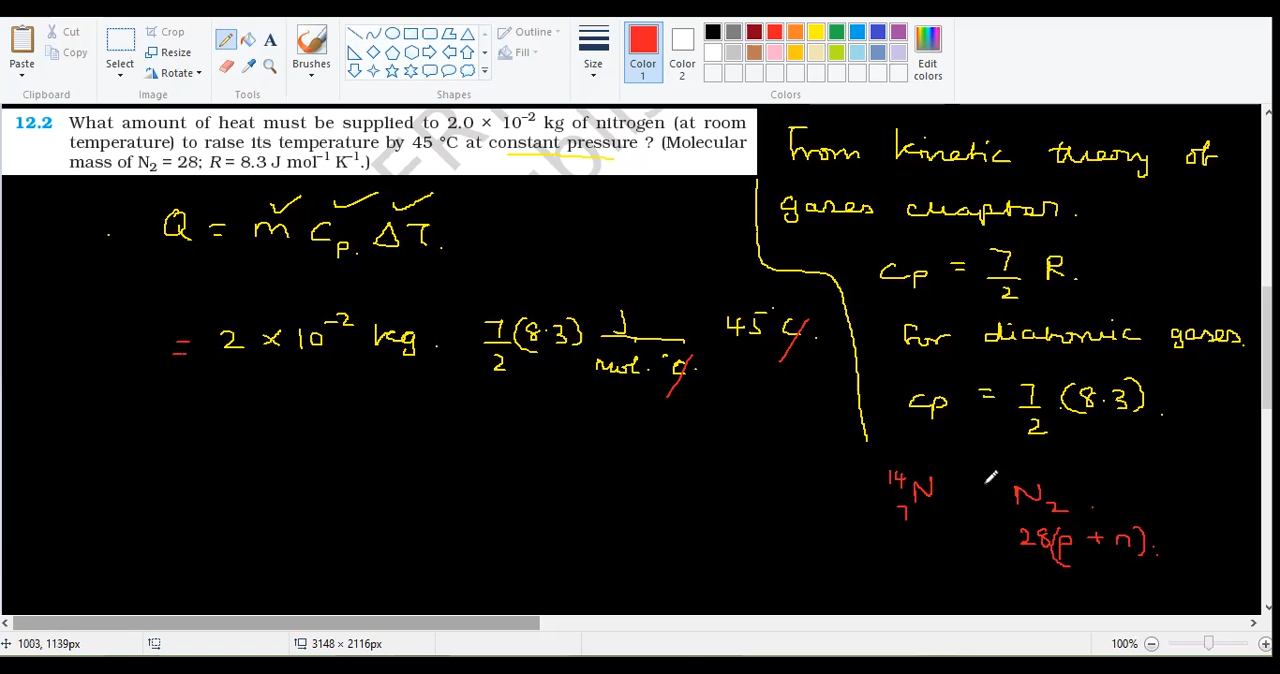 Cut
Copy
Paste
Clipboard
Select
Crop
Resize
Rotate
Image
A
Tools
Brushes
Shapes
Outline
Fill
Size
Color 1
Color 2
Edit colors
Colors
12.2 What amount of heat must be supplied to 2.0 × 10⁻² kg of nitrogen (at room
temperature) to raise its temperature by 45 °C at constant pressure ? (Molecular
mass of N₂ = 28; R = 8.3 J mol⁻¹ K⁻¹.)
Q = m Cp. ΔT.
= 2 × 10⁻² kg. 7/2 (8.3) J/mol.°C. 45°C.
From kinetic theory of
gases chapter.
Cp = 7/2 R.
For diatomic gases.
Cp = 7/2 (8.3).
¹⁴₇N N₂.
28(p + n).
1003, 1139px
3148 × 2116px
100%